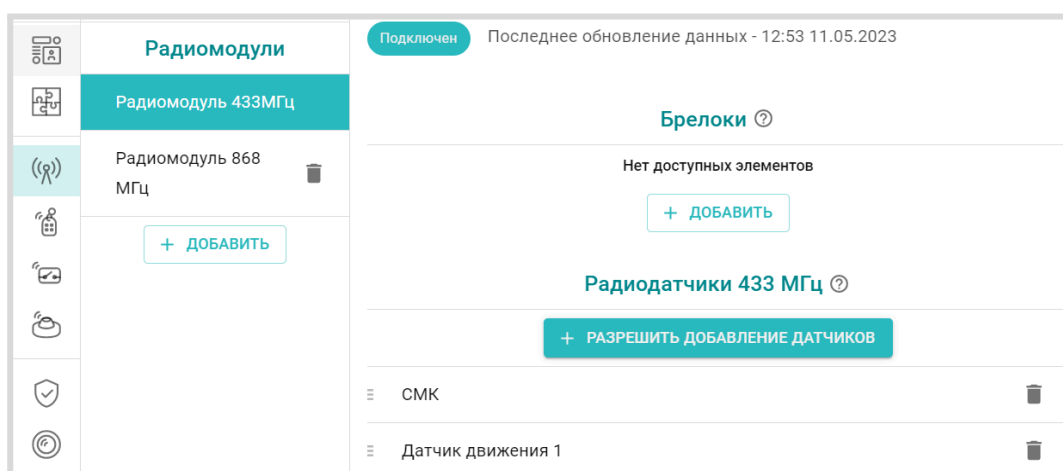 Радиомодули
Радиомодуль 433МГц
Радиомодуль 868
МГц
+ ДОБАВИТЬ
Подключен Последнее обновление данных - 12:53 11.05.2023
Брелоки
Нет доступных элементов
+ ДОБАВИТЬ
Радиодатчики 433 МГц
+ РАЗРЕШИТЬ ДОБАВЛЕНИЕ ДАТЧИКОВ
СМК
Датчик движения 1